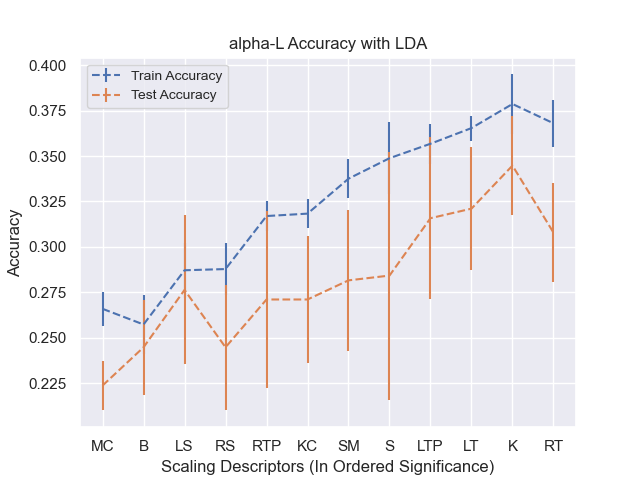 alpha-L Accuracy with LDA
Train Accuracy
Test Accuracy
0.400
0.375
0.350
0.325
0.300
0.275
0.250
0.225
Accuracy
MC B LS RS RTP KC SM S LTP LT K RT
Scaling Descriptors (In Ordered Significance)